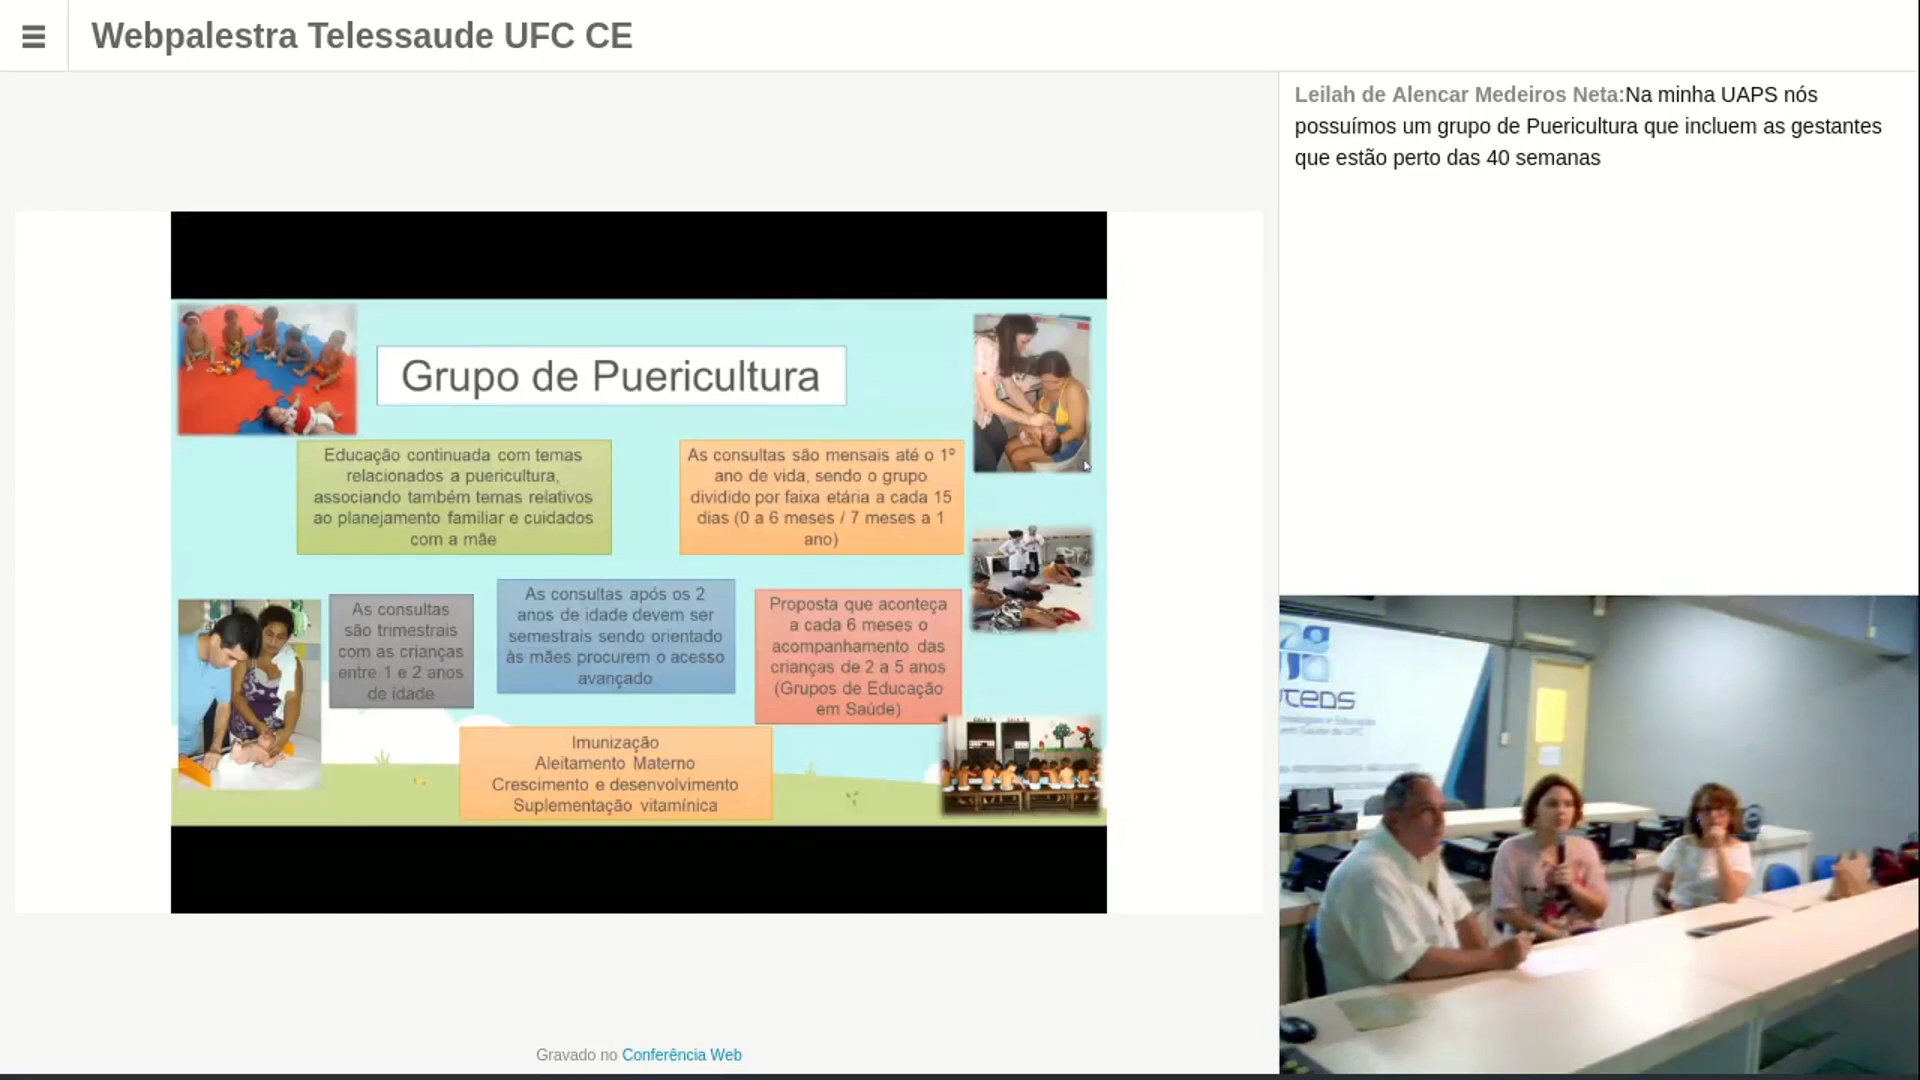 Webpalestra Telessaude UFC CE
Leilah de Alencar Medeiros Neta:Na minha UAPS nós
possuímos um grupo de Puericultura que incluem as gestantes
que estão perto das 40 semanas
Grupo de Puericultura
Educação continuada com temas
relacionados a puericultura,
associando também temas relativos
ao planejamento familiar e cuidados
com a mãe
As consultas são mensais até o 1º
ano de vida, sendo o grupo
dividido por faixa etária a cada 15
dias (0 a 6 meses / 7 meses a 1
ano)
As consultas
são trimestrais
com as crianças
entre 1 e 2 anos
de idade
As consultas após os 2
anos de idade devem ser
semestrais sendo orientado
às mães procurem o acesso
avançado
Proposta que aconteça
a cada 6 meses o
acompanhamento das
crianças de 2 a 5 anos
(Grupos de Educação
em Saúde)
Imunização
Aleitamento Materno
Crescimento e desenvolvimento
Suplementação vitamínica
Gravado no Conferência Web